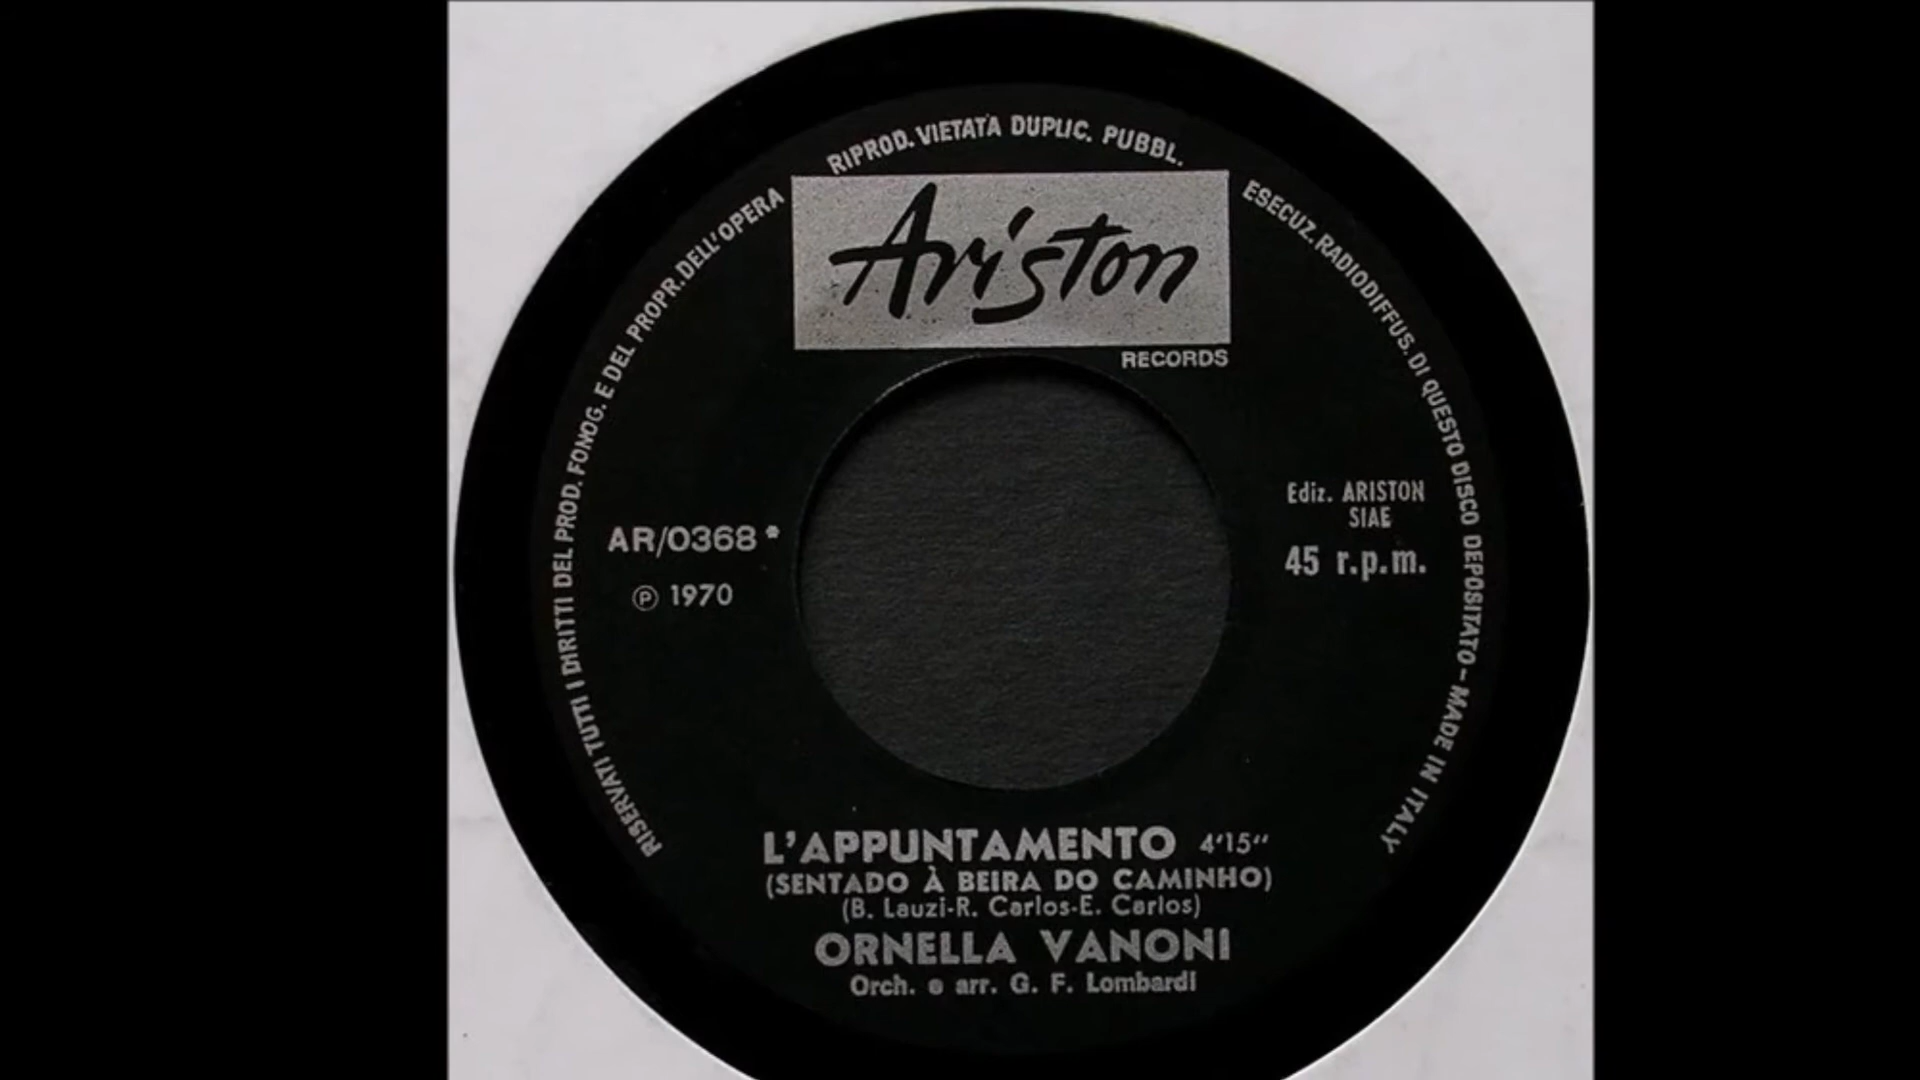 RISERVATI TUTTI I DIRITTI DEL PROD. FONOG. E DEL PROPR. DELL'OPERA
RIPROD. VIETATA DUPLIC. PUBBL.
ESECUZ. RADIODIFFUS. DI QUESTO DISCO DEPOSITATO - MADE IN ITALY
Ariston
RECORDS
Ediz. ARISTON
SIAE
45 r.p.m.
AR/0368 *
℗ 1970
L'APPUNTAMENTO 4'15"
(SENTADO À BEIRA DO CAMINHO)
(B. Lauzi-R. Carlos-E. Carlos)
ORNELLA VANONI
Orch. e arr. G. F. Lombardi